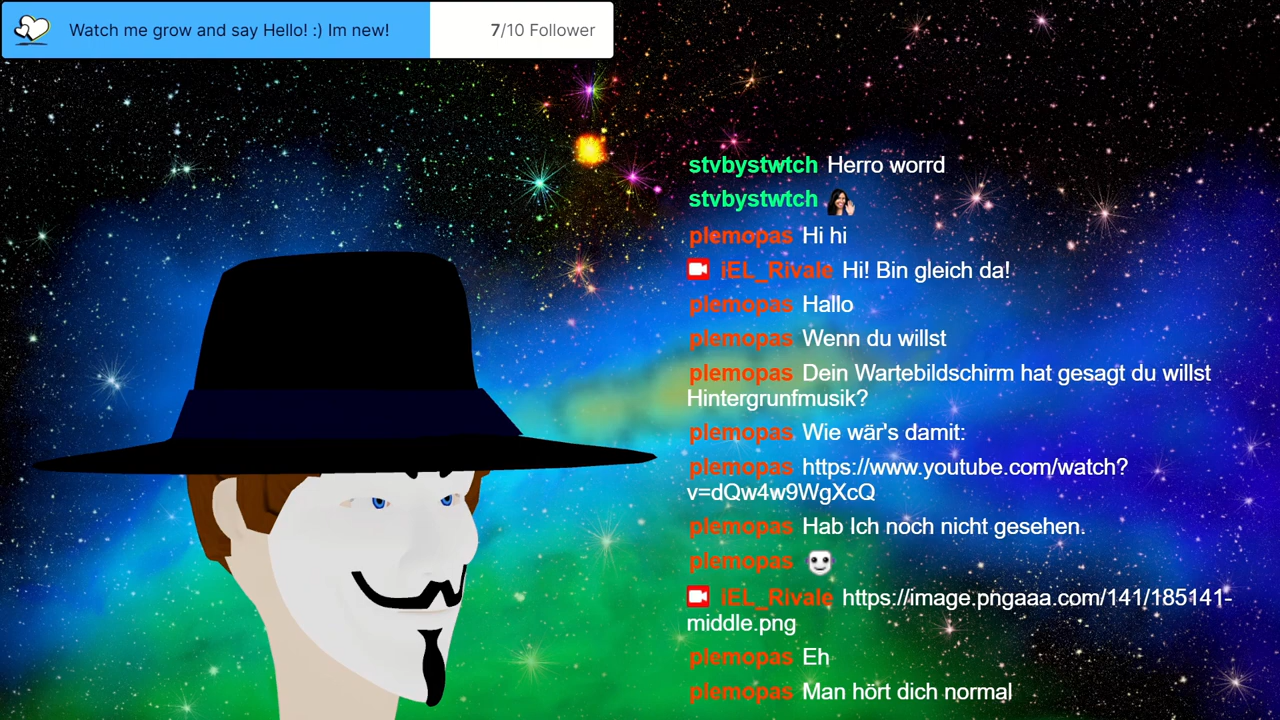 Watch me grow and say Hello! :) Im new!
7/10 Follower
stvbystwtch Herro worrd
stvbystwtch
plemopas Hi hi
iEL_Rivale Hi! Bin gleich da!
plemopas Hallo
plemopas Wenn du willst
plemopas Dein Wartebildschirm hat gesagt du willst
Hintergrunfmusik?
plemopas Wie wär's damit:
plemopas https://www.youtube.com/watch?
v=dQw4w9WgXcQ
plemopas Hab Ich noch nicht gesehen.
plemopas
iEL_Rivale https://image.pngaaa.com/141/185141-
middle.png
plemopas Eh
plemopas Man hört dich normal